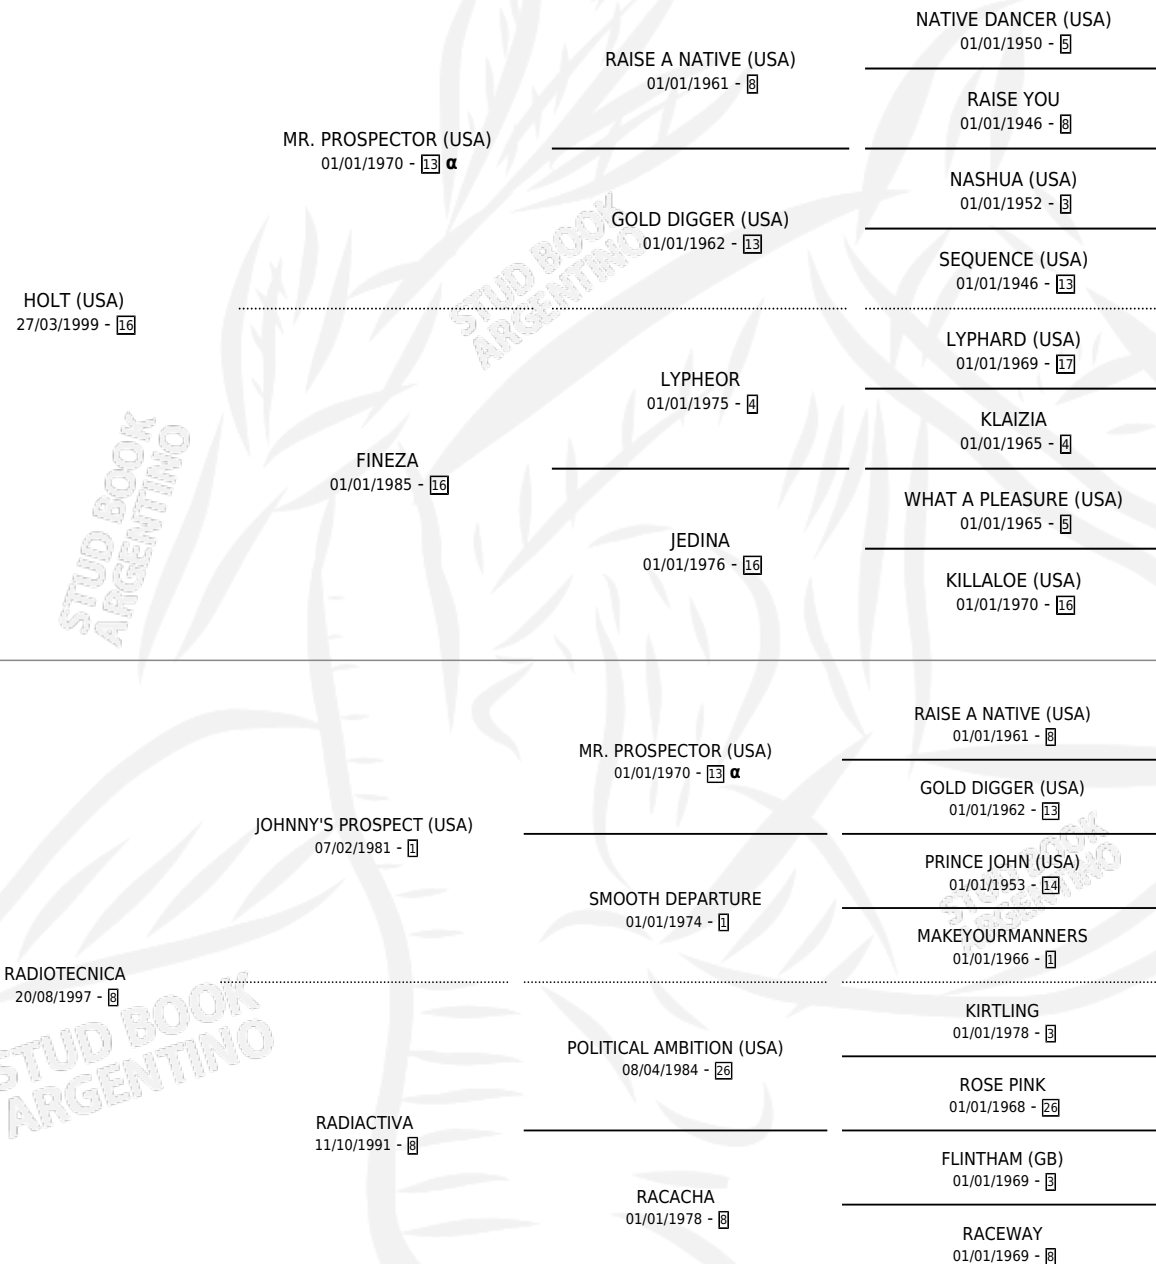 NATIVE DANCER (USA)
01/01/1950 - 5
RAISE A NATIVE (USA)
01/01/1961 - 8
RAISE YOU
01/01/1946 - 8
MR. PROSPECTOR (USA)
01/01/1970 - 13 α
NASHUA (USA)
01/01/1952 - 3
GOLD DIGGER (USA)
01/01/1962 - 13
SEQUENCE (USA)
01/01/1946 - 13
HOLT (USA)
27/03/1999 - 16
LYPHARD (USA)
01/01/1969 - 17
LYPHEOR
01/01/1975 - 4
KLAIZIA
01/01/1965 - 4
FINEZA
01/01/1985 - 16
WHAT A PLEASURE (USA)
01/01/1965 - 5
JEDINA
01/01/1976 - 16
KILLALOE (USA)
01/01/1970 - 16
RAISE A NATIVE (USA)
01/01/1961 - 8
MR. PROSPECTOR (USA)
01/01/1970 - 13 α
GOLD DIGGER (USA)
01/01/1962 - 13
JOHNNY'S PROSPECT (USA)
07/02/1981 - 1
PRINCE JOHN (USA)
01/01/1953 - 14
SMOOTH DEPARTURE
01/01/1974 - 1
MAKEYOURMANNERS
01/01/1966 - 1
RADIOTECNICA
20/08/1997 - 8
KIRTLING
01/01/1978 - 3
POLITICAL AMBITION (USA)
08/04/1984 - 26
ROSE PINK
01/01/1968 - 26
RADIACTIVA
11/10/1991 - 8
FLINTHAM (GB)
01/01/1969 - 3
RACACHA
01/01/1978 - 8
RACEWAY
01/01/1969 - 8
STUD BOOK
ARGENTINO
STUD BOOK
ARGENTINO
STUD BOOK
ARGENTINO
STUD BOOK
ARGENTINO